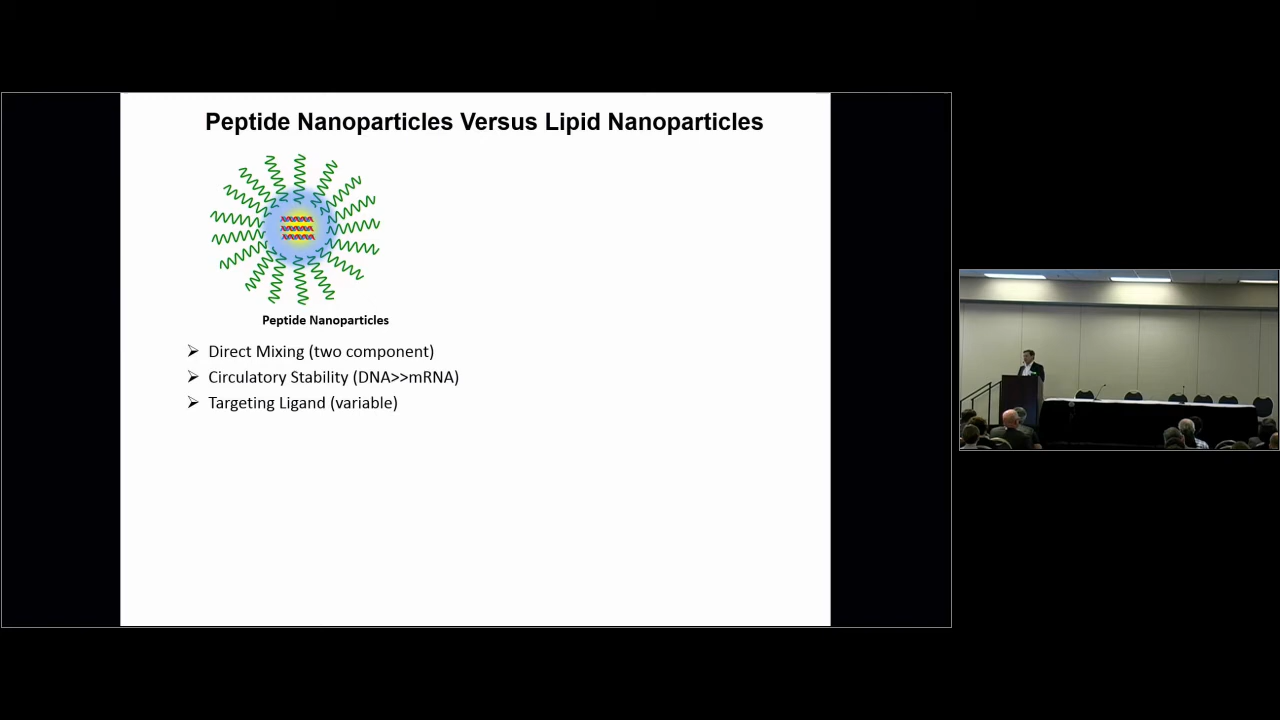 Peptide Nanoparticles Versus Lipid Nanoparticles
Peptide Nanoparticles
Direct Mixing (two component)
Circulatory Stability (DNA>>mRNA)
Targeting Ligand (variable)